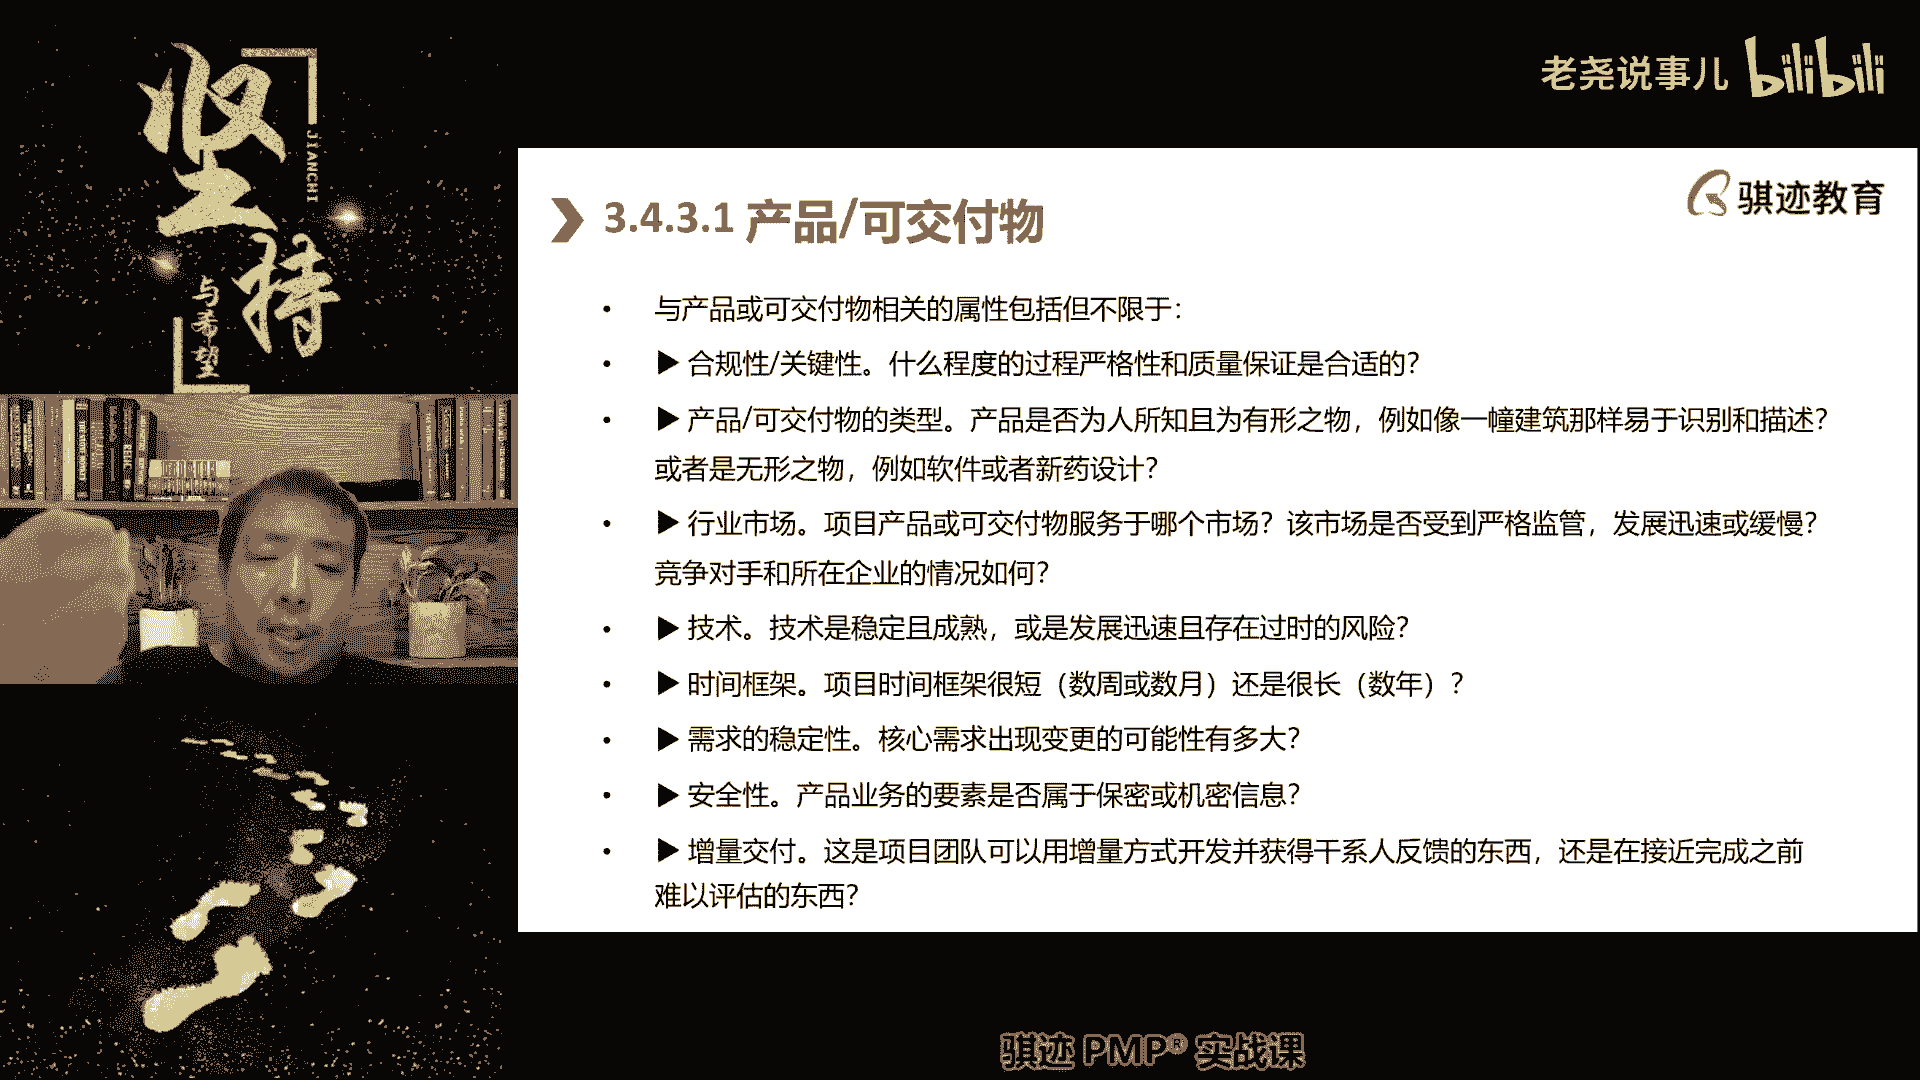 坚持
JIANCHI
与希望
老尧说事儿 bilibili
骐迹教育
3.4.3.1 产品/可交付物
• 与产品或可交付物相关的属性包括但不限于：
• ▶ 合规性/关键性。什么程度的过程严格性和质量保证是合适的？
• ▶ 产品/可交付物的类型。产品是否为人所知且为有形之物，例如像一幢建筑那样易于识别和描述？
或者是无形之物，例如软件或者新药设计？
• ▶ 行业市场。项目产品或可交付物服务于哪个市场？该市场是否受到严格监管，发展迅速或缓慢？
竞争对手和所在企业的情况如何？
• ▶ 技术。技术是稳定且成熟，或是发展迅速且存在过时的风险？
• ▶ 时间框架。项目时间框架很短（数周或数月）还是很长（数年）？
• ▶ 需求的稳定性。核心需求出现变更的可能性有多大？
• ▶ 安全性。产品业务的要素是否属于保密或机密信息？
• ▶ 增量交付。这是项目团队可以用增量方式开发并获得干系人反馈的东西，还是在接近完成之前
难以评估的东西？
骐迹 PMP® 实战课